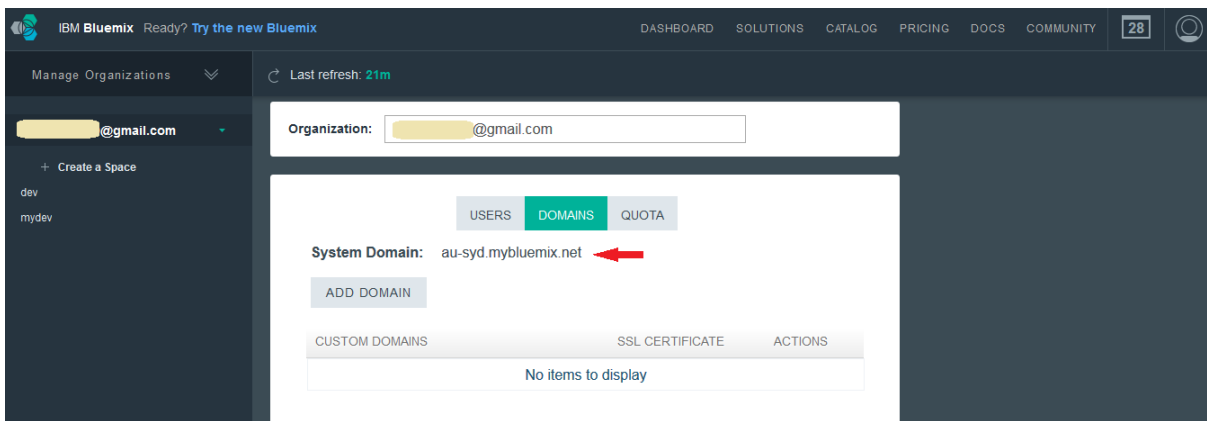 IBM Bluemix Ready? Try the new Bluemix DASHBOARD SOLUTIONS CATALOG PRICING DOCS COMMUNITY 28
Manage Organizations
Last refresh: 21m
@gmail.com
Organization: @gmail.com
+ Create a Space
dev
mydev
USERS DOMAINS QUOTA
System Domain: au-syd.mybluemix.net
ADD DOMAIN
CUSTOM DOMAINS SSL CERTIFICATE ACTIONS
No items to display